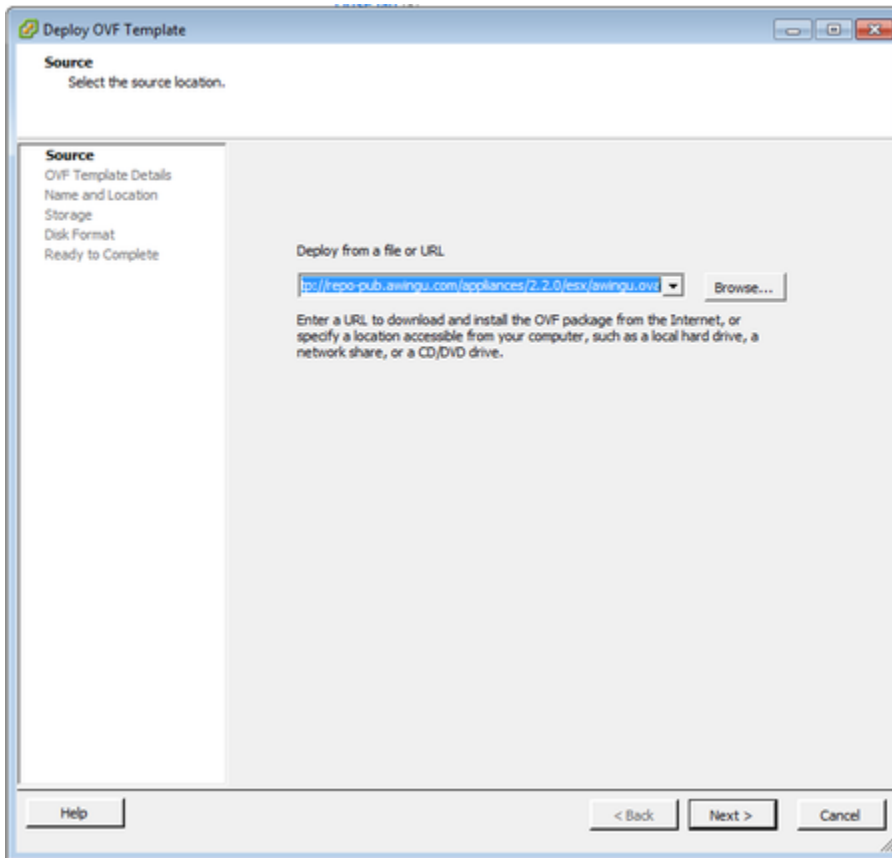 Deploy OVF Template
Source
Select the source location.
Source
OVF Template Details
Name and Location
Storage
Disk Format
Ready to Complete
Deploy from a file or URL
tp://repo-pub.awingu.com/appliances/2.2.0/esx/awingu.ova
Browse...
Enter a URL to download and install the OVF package from the Internet, or
specify a location accessible from your computer, such as a local hard drive, a
network share, or a CD/DVD drive.
Help
< Back
Next >
Cancel